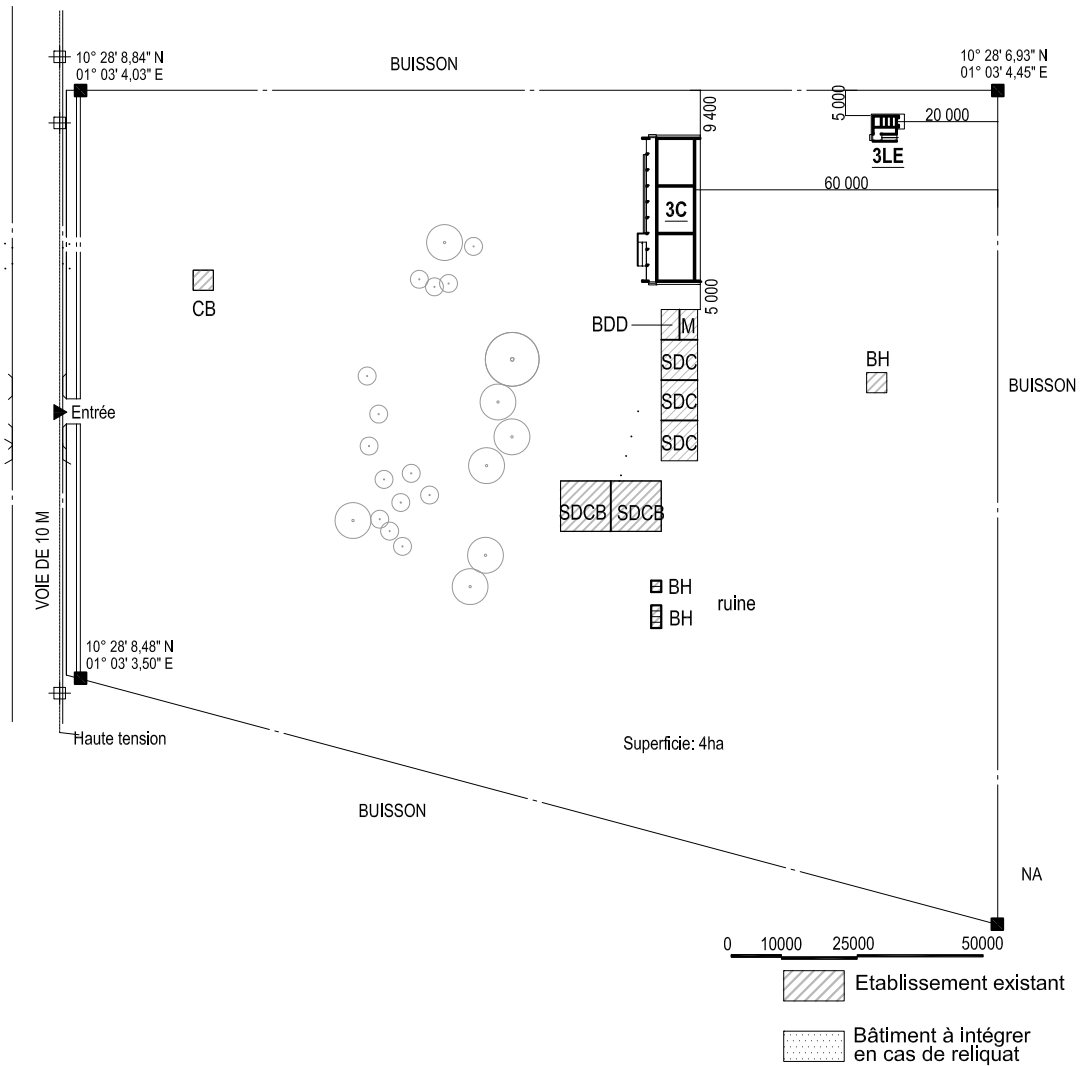 10° 28' 8,84" N
01° 03' 4,03" E
BUISSON
10° 28' 6,93" N
01° 03' 4,45" E
9 400
5 000
20 000
3LE
60 000
3C
CB
5 000
BDD
M
SDC
BH
SDC
BUISSON
Entrée
SDC
SDCB
SDCB
VOIE DE 10 M
BH
ruine
BH
10° 28' 8,48" N
01° 03' 3,50" E
Haute tension
Superficie: 4ha
BUISSON
NA
0 10000 25000 50000
Etablissement existant
Bâtiment à intégrer
en cas de reliquat